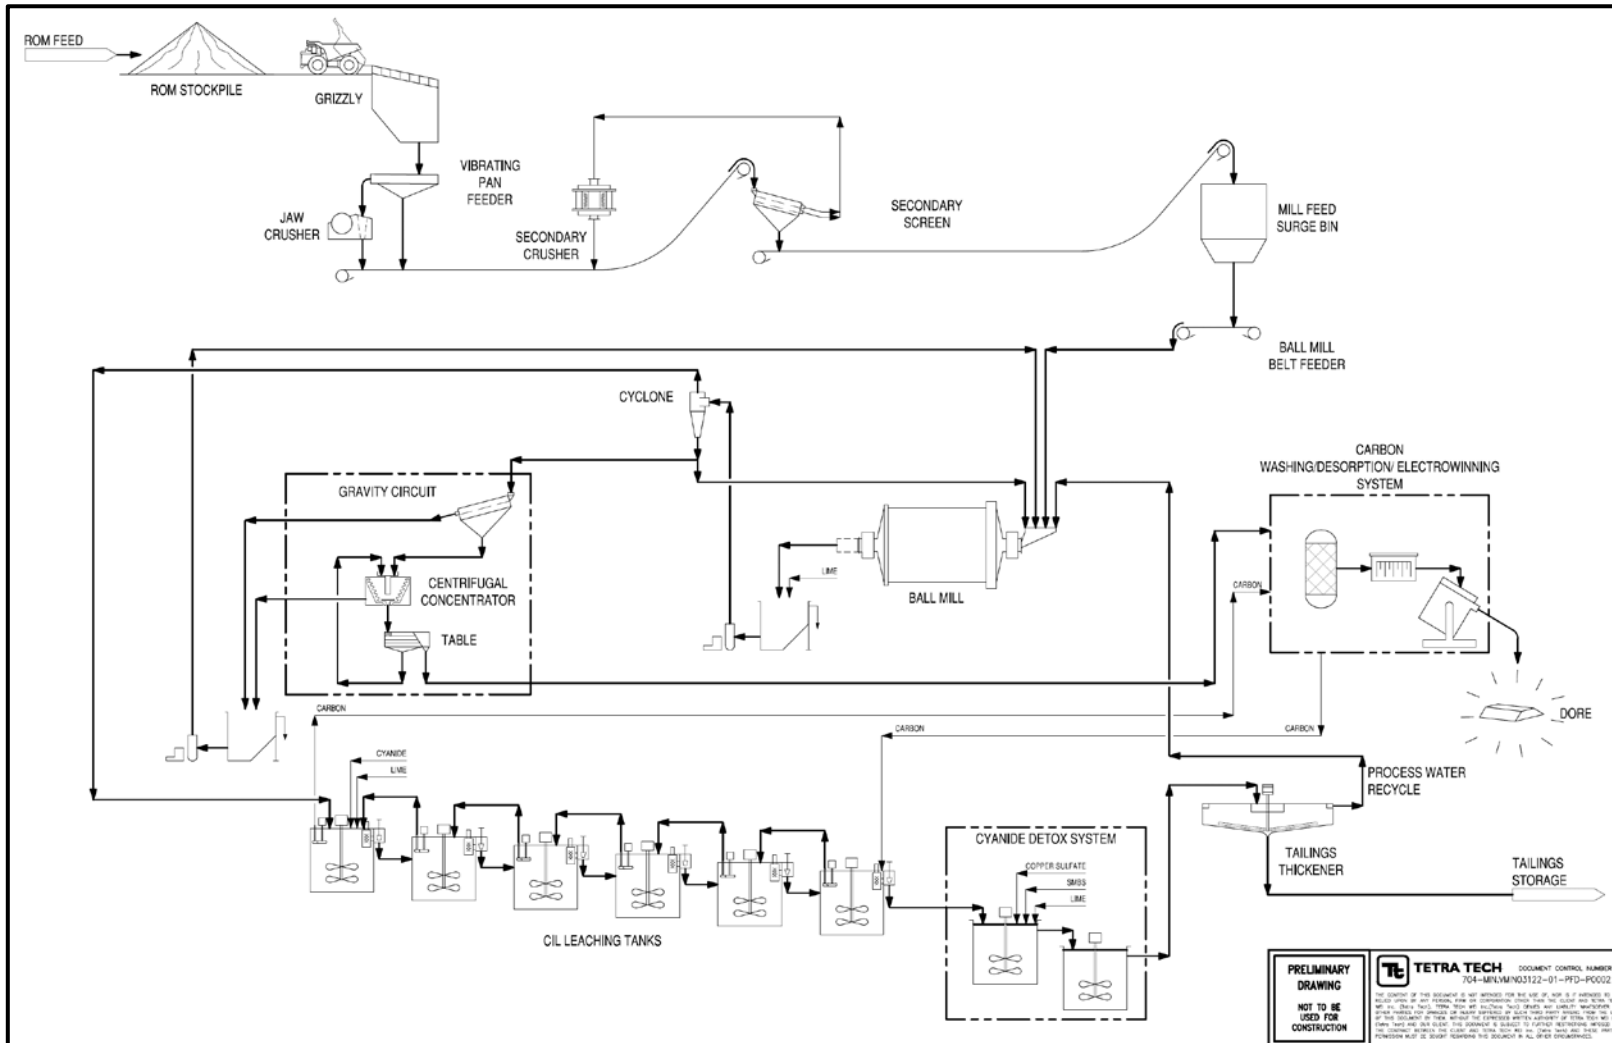 ROM FEED
ROM STOCKPILE
GRIZZLY
VIBRATING
PAN
FEEDER
JAW
CRUSHER
SECONDARY
CRUSHER
SECONDARY
SCREEN
MILL FEED
SURGE BIN
BALL MILL
BELT FEEDER
CYCLONE
GRAVITY CIRCUIT
CENTRIFUGAL
CONCENTRATOR
TABLE
LIME
BALL MILL
CARBON
WASHING/DESORPTION/ ELECTROWINNING
SYSTEM
CARBON
DORE
CARBON
CARBON
CARBON
CYANIDE
LIME
PROCESS WATER
RECYCLE
CIL LEACHING TANKS
CYANIDE DETOX SYSTEM
COPPER SULFATE
SMBS
LIME
TAILINGS
THICKENER
TAILINGS
STORAGE
PRELIMINARY
DRAWING
NOT TO BE
USED FOR
CONSTRUCTION
TETRA TECH
DOCUMENT CONTROL NUMBER
704-MIN.VMIN03122-01-PFD-P0002